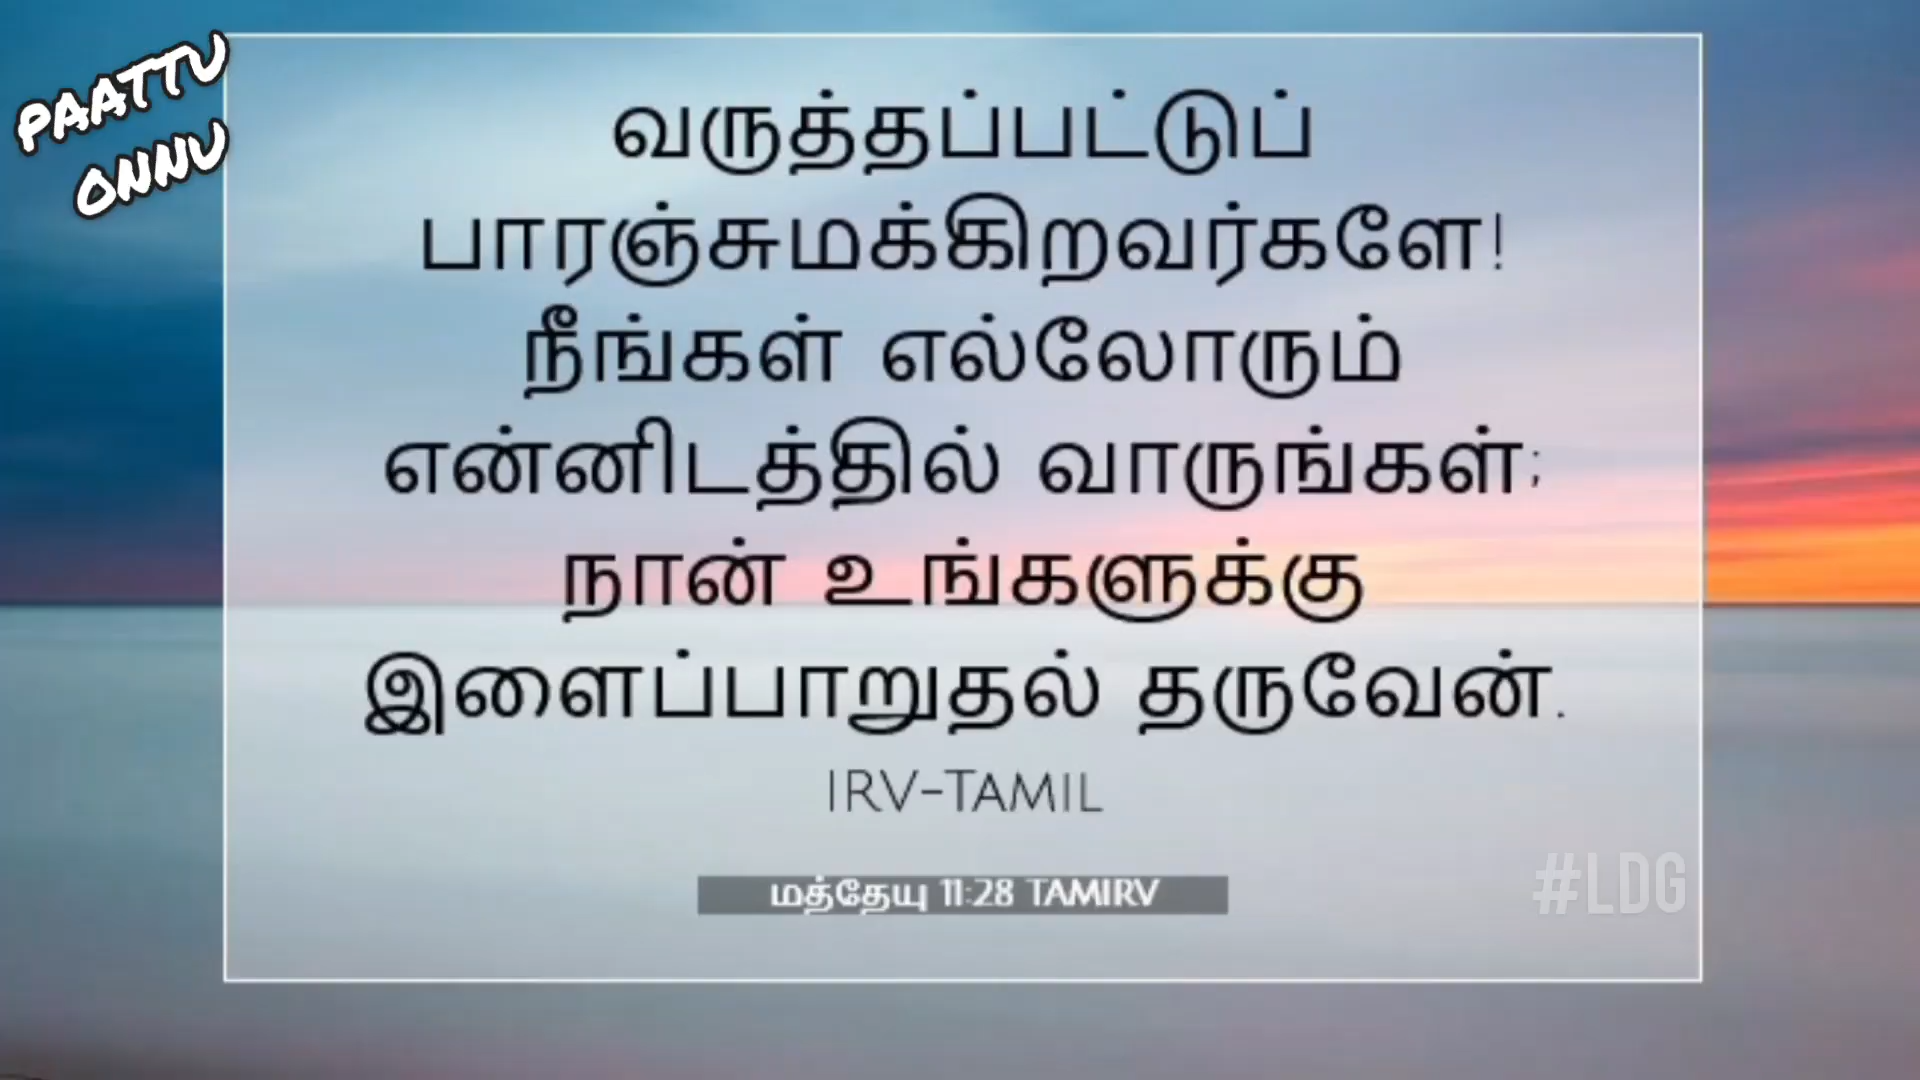 PAATTU
ONNU
வருத்தப்பட்டுப்
பாரஞ்சுமக்கிறவர்களே!
நீங்கள் எல்லோரும்
என்னிடத்தில் வாருங்கள்;
நான் உங்களுக்கு
இளைப்பாறுதல் தருவேன்.
IRV-TAMIL
மத்தேயு 11:28 TAMIRV
#LDG